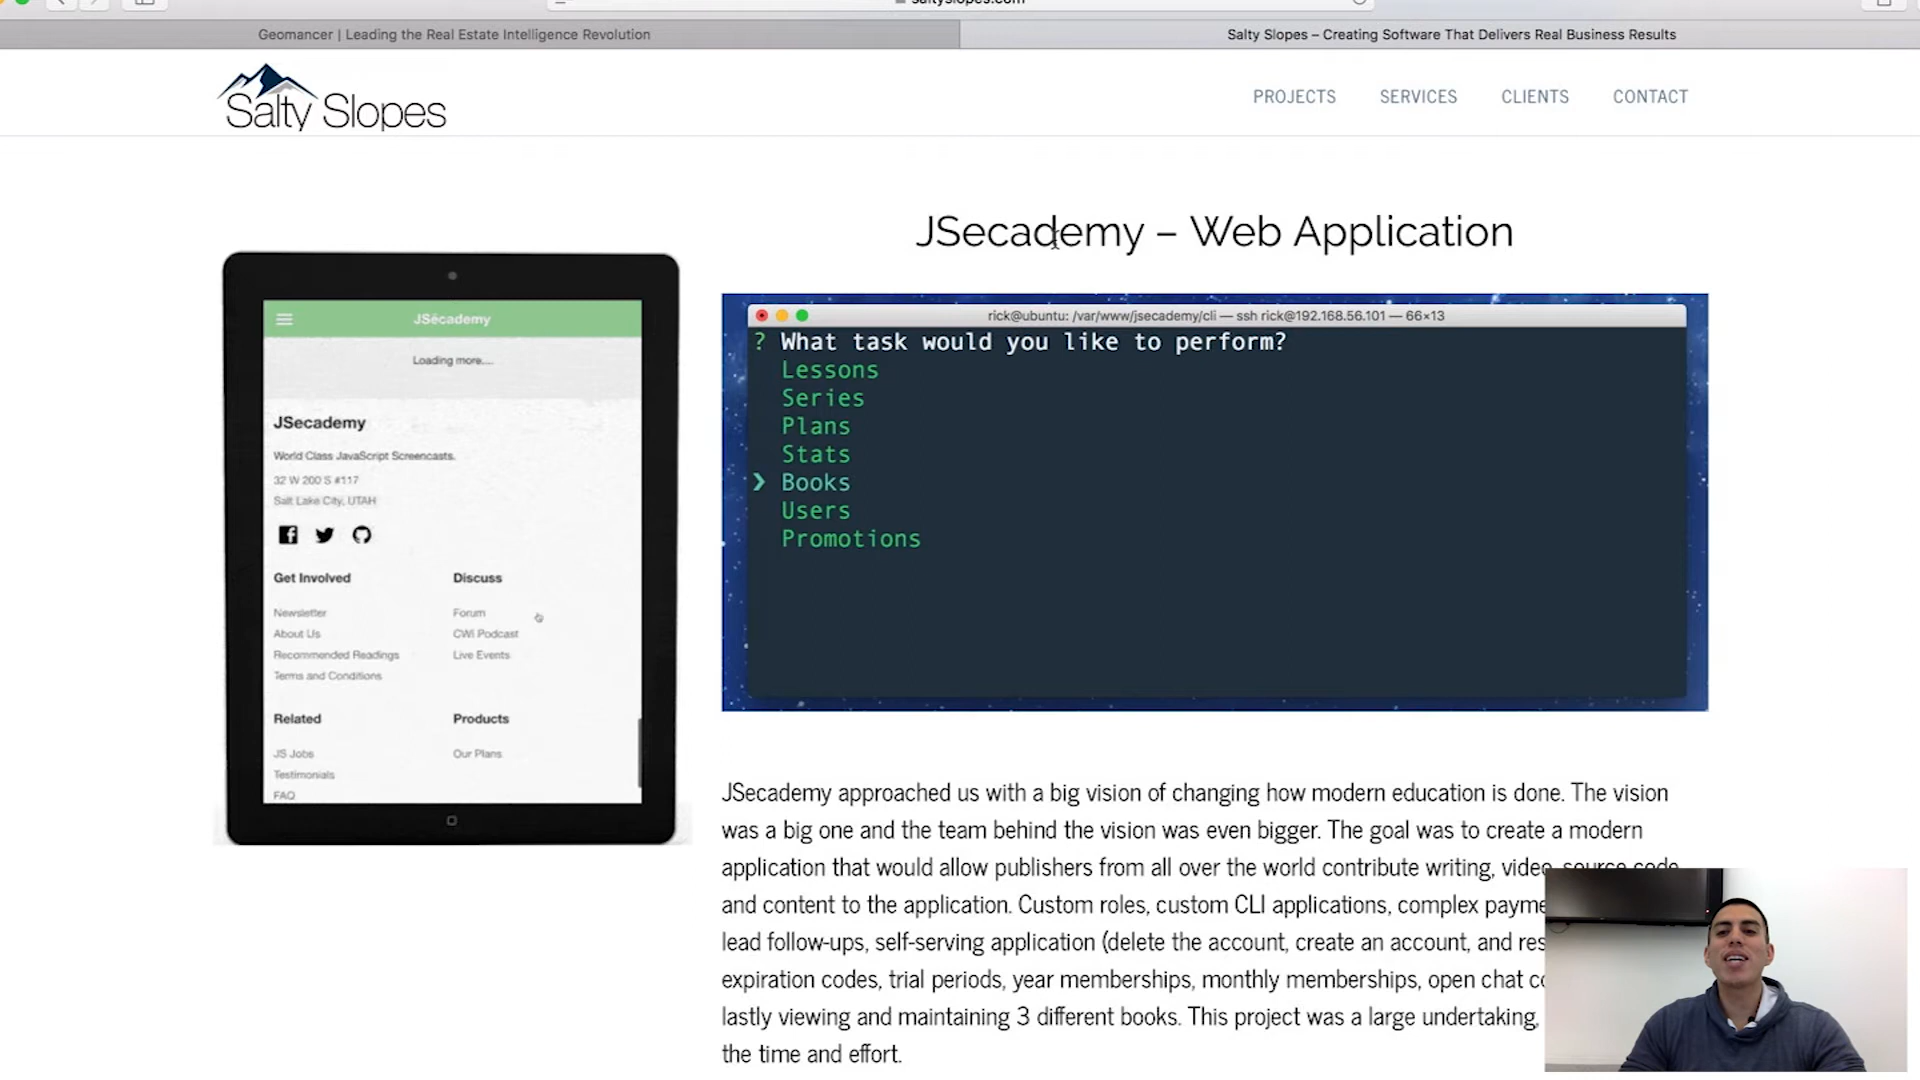 saltyslopes.com
Geomancer | Leading the Real Estate Intelligence Revolution
Salty Slopes – Creating Software That Delivers Real Business Results
Salty Slopes
PROJECTS SERVICES CLIENTS CONTACT
JSecademy – Web Application
JSecademy
Loading more....
JSecademy
World Class JavaScript Screencasts.
32 W 200 S #117
Salt Lake City, UTAH
Get Involved
Newsletter
About Us
Recommended Readings
Terms and Conditions
Discuss
Forum
CWI Podcast
Live Events
Related
JS Jobs
Testimonials
FAQ
Products
Our Plans
rick@ubuntu: /var/www/jsecademy/cli — ssh rick@192.168.56.101 — 66×13
? What task would you like to perform?
Lessons
Series
Plans
Stats
❯ Books
Users
Promotions
JSecademy approached us with a big vision of changing how modern education is done. The vision
was a big one and the team behind the vision was even bigger. The goal was to create a modern
application that would allow publishers from all over the world contribute writing, video, source code
and content to the application. Custom roles, custom CLI applications, complex payme
lead follow-ups, self-serving application (delete the account, create an account, and res
expiration codes, trial periods, year memberships, monthly memberships, open chat co
lastly viewing and maintaining 3 different books. This project was a large undertaking,
the time and effort.